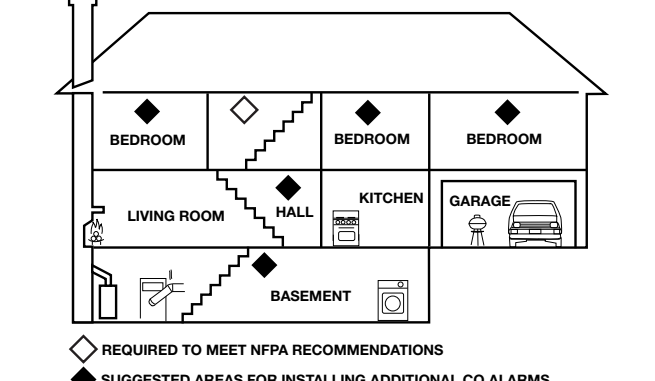 BEDROOM
BEDROOM
BEDROOM
LIVING ROOM
HALL
KITCHEN
GARAGE
BASEMENT
REQUIRED TO MEET NFPA RECOMMENDATIONS
SUGGESTED AREAS FOR INSTALLING ADDITIONAL CO ALARMS